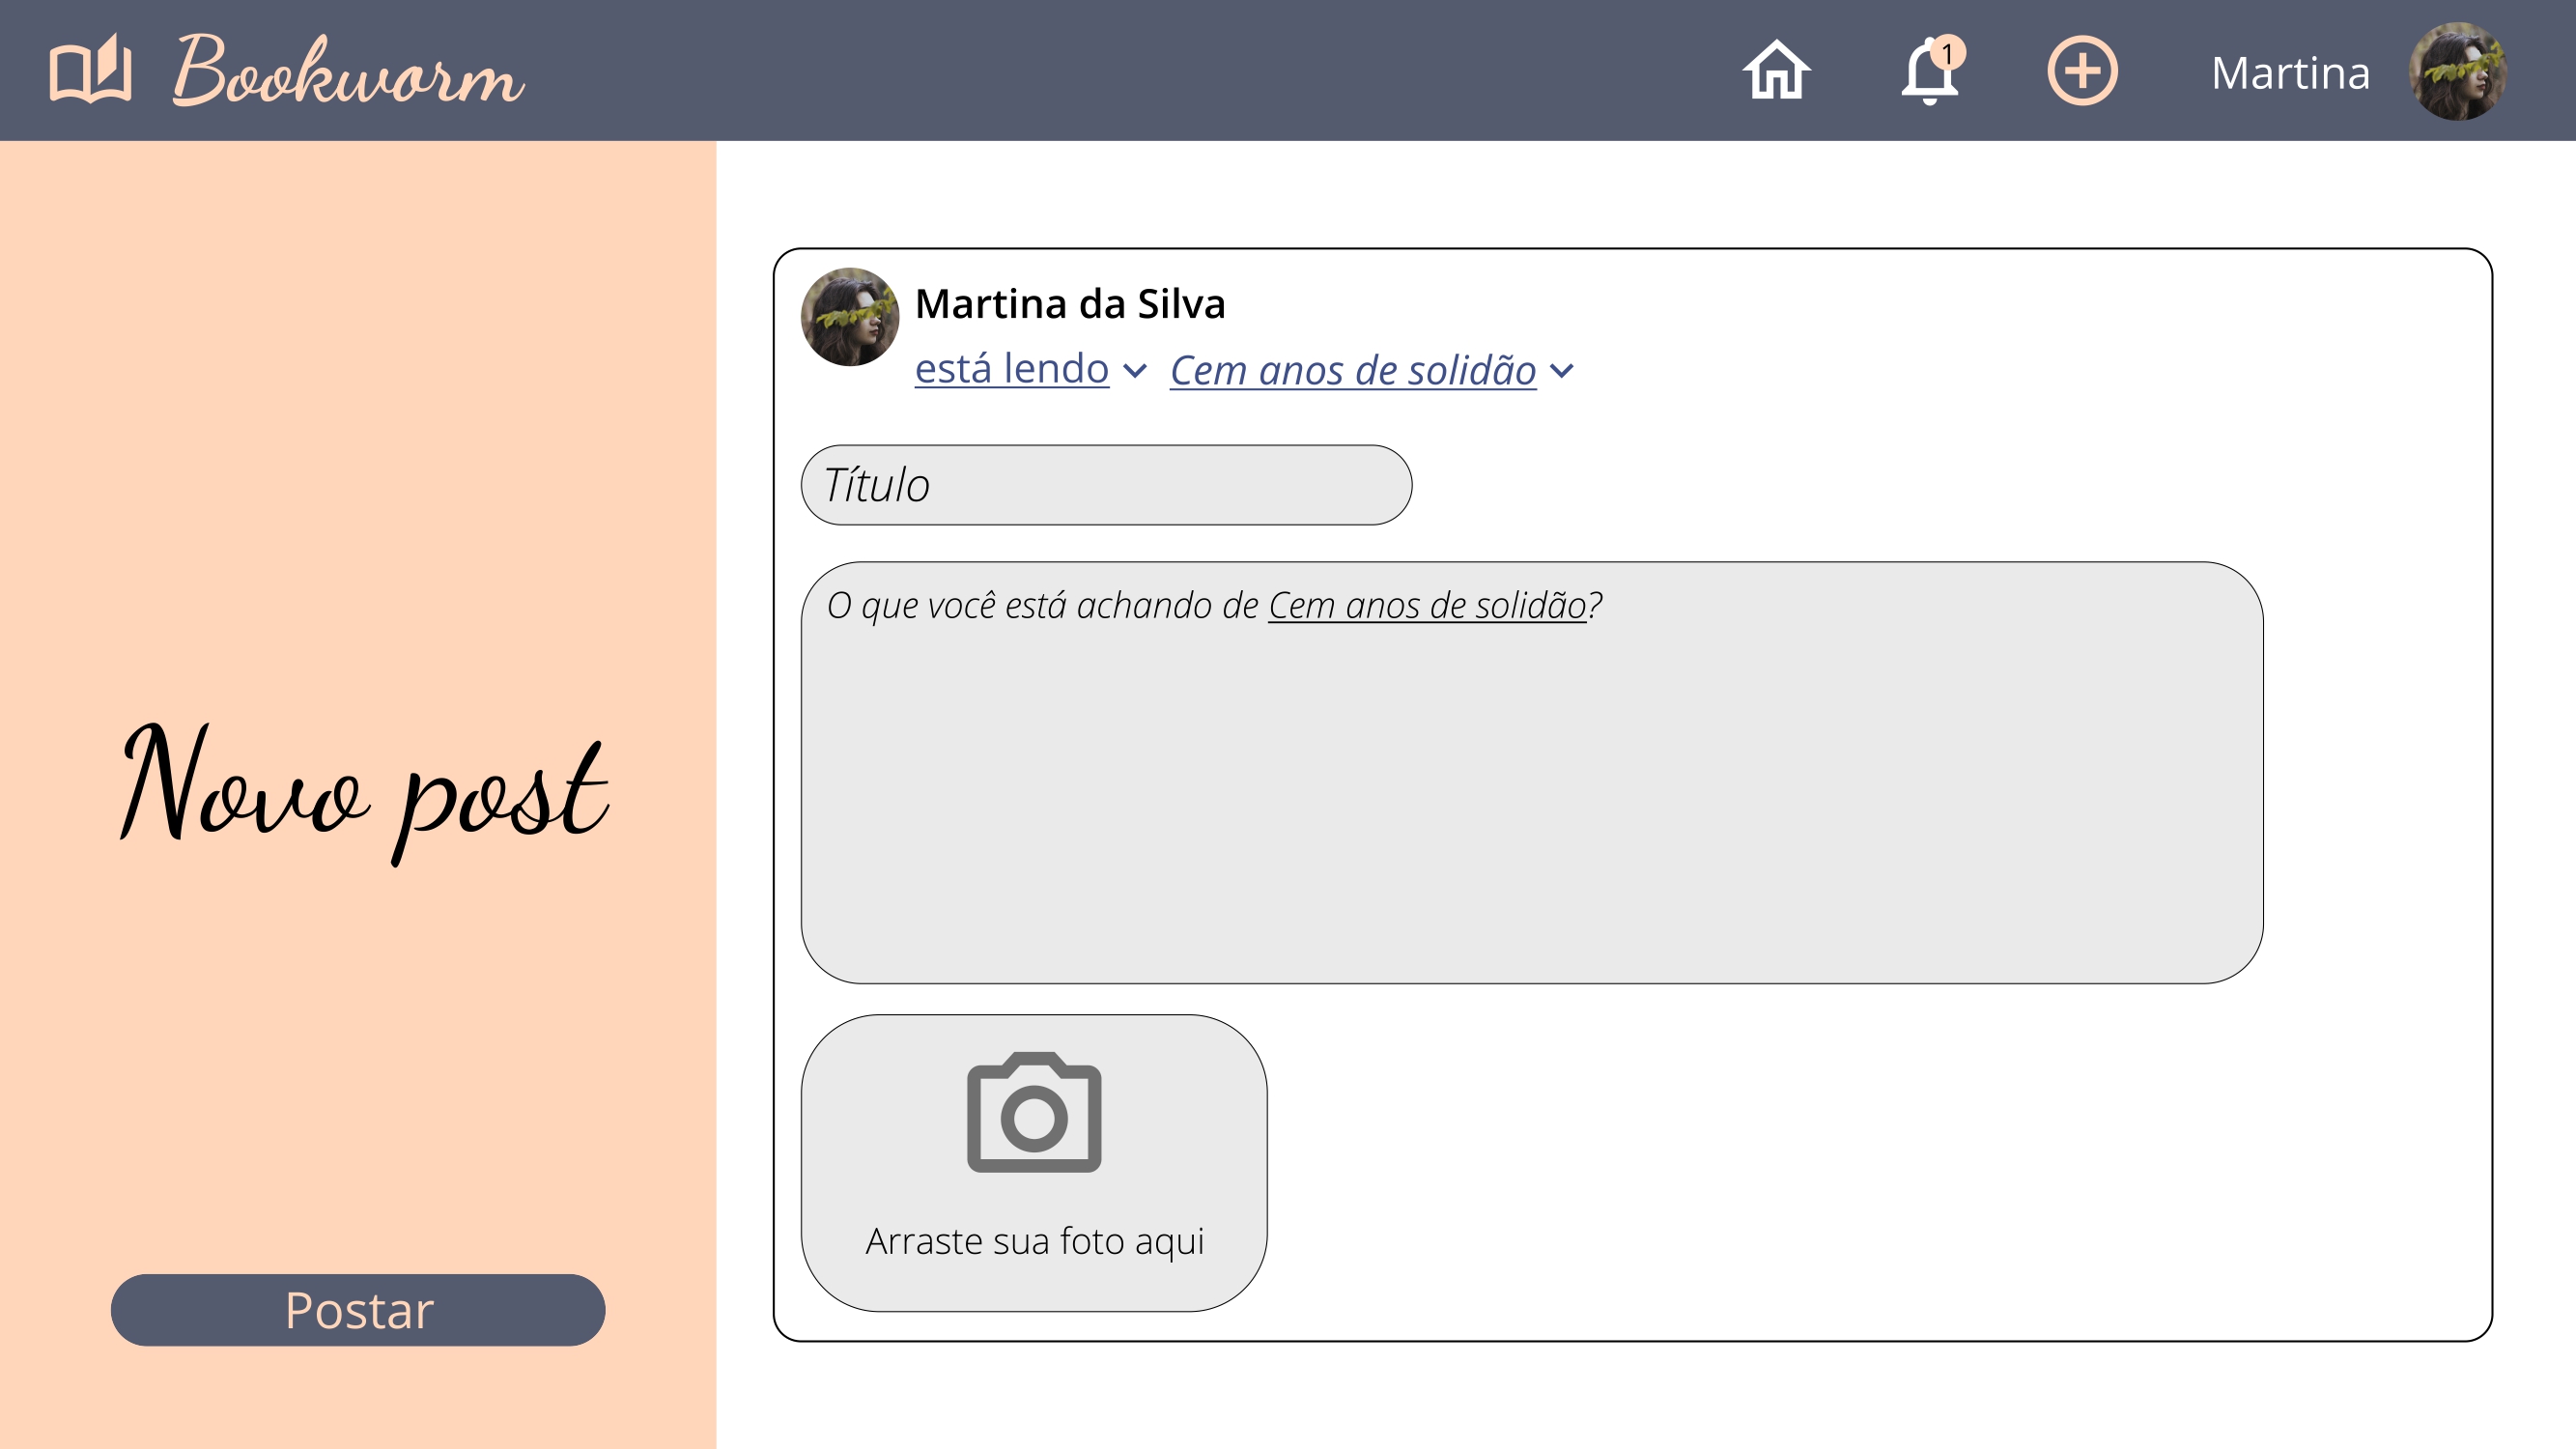 Bookworm
1
Martina
Martina da Silva
está lendo Cem anos de solidão
Título
O que você está achando de Cem anos de solidão?
Novo post
Arraste sua foto aqui
Postar